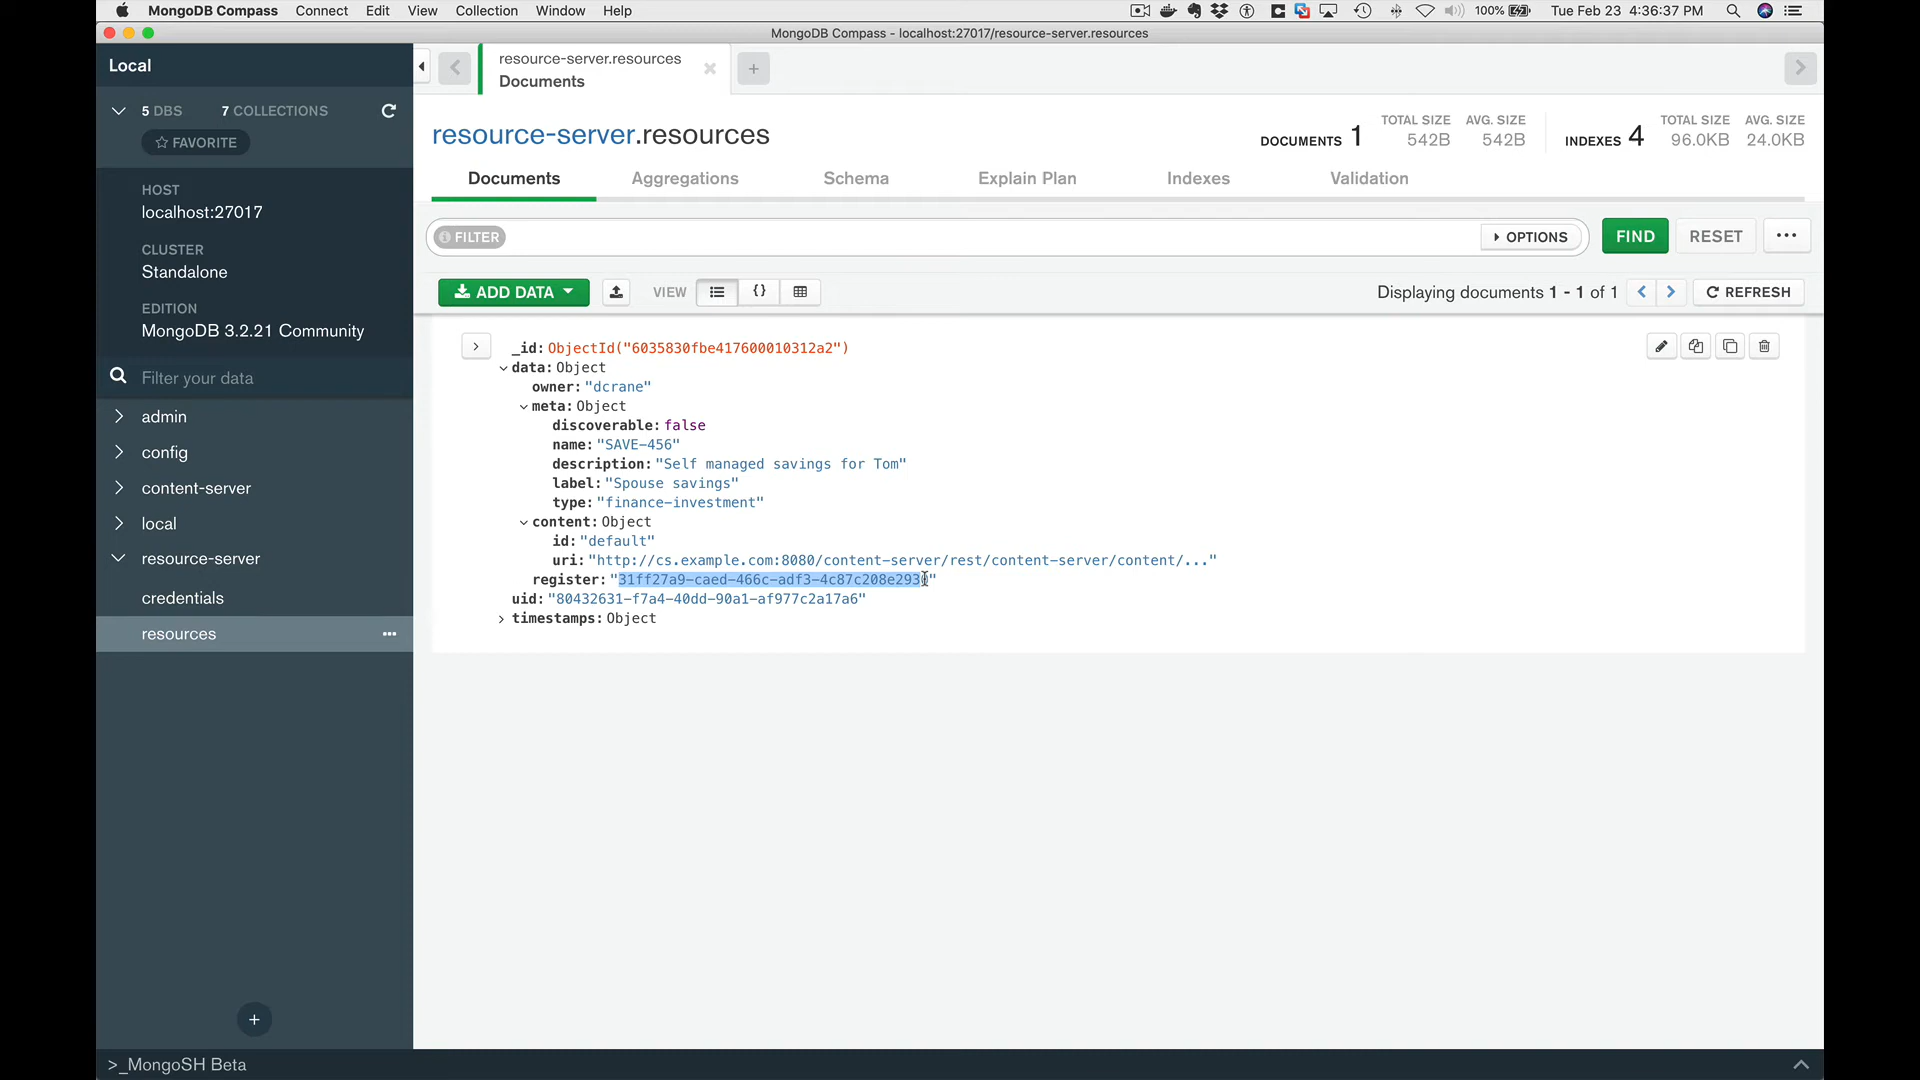 MongoDB Compass Connect Edit View Collection Window Help 100% Tue Feb 23 4:36:37 PM
MongoDB Compass - localhost:27017/resource-server.resources
Local
5 DBS 7 COLLECTIONS
FAVORITE
HOST
localhost:27017
CLUSTER
Standalone
EDITION
MongoDB 3.2.21 Community
Filter your data
admin
config
content-server
local
resource-server
credentials
resources
>_MongoSH Beta
resource-server.resources
Documents
resource-server.resources
DOCUMENTS 1 TOTAL SIZE 542B AVG. SIZE 542B INDEXES 4 TOTAL SIZE 96.0KB AVG. SIZE 24.0KB
Documents Aggregations Schema Explain Plan Indexes Validation
FILTER OPTIONS FIND RESET
ADD DATA VIEW {} Displaying documents 1 - 1 of 1 REFRESH
_id: ObjectId("6035830fbe417600010312a2")
data: Object
owner: "dcrane"
meta: Object
discoverable: false
name: "SAVE-456"
description: "Self managed savings for Tom"
label: "Spouse savings"
type: "finance-investment"
content: Object
id: "default"
uri: "http://cs.example.com:8080/content-server/rest/content-server/content/..."
register:
uid: "80432631-f7a4-40dd-90a1-af977c2a17a6"
timestamps: Object